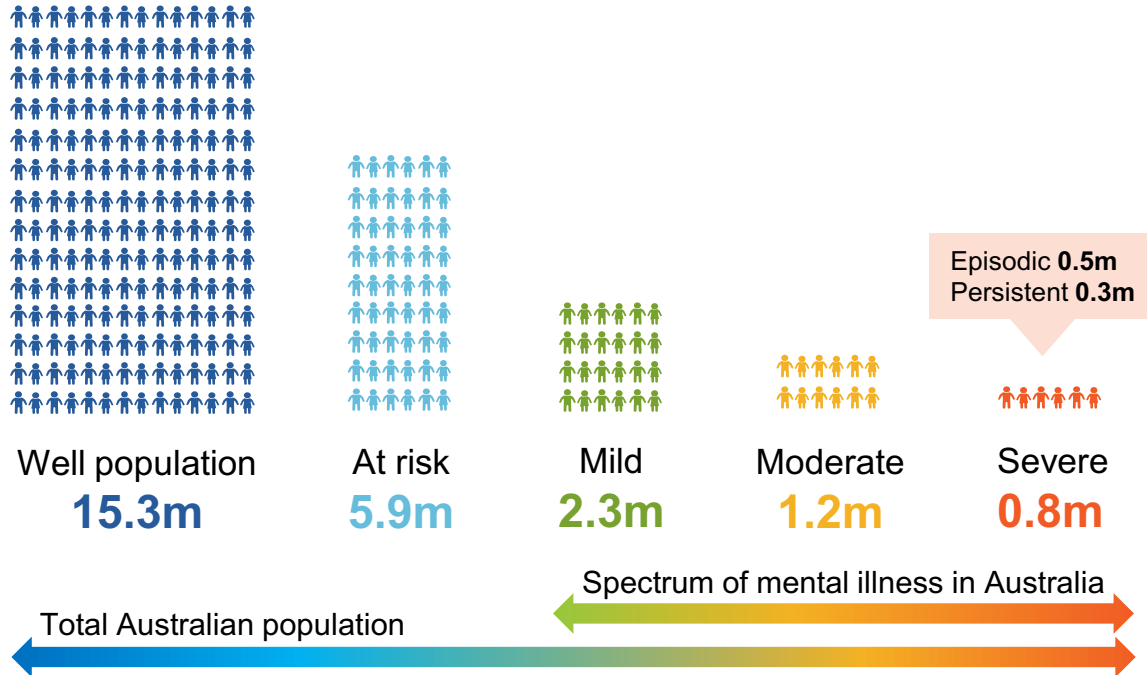 Episodic 0.5m
Persistent 0.3m
Well population
15.3m
At risk
5.9m
Mild
2.3m
Moderate
1.2m
Severe
0.8m
Spectrum of mental illness in Australia
Total Australian population